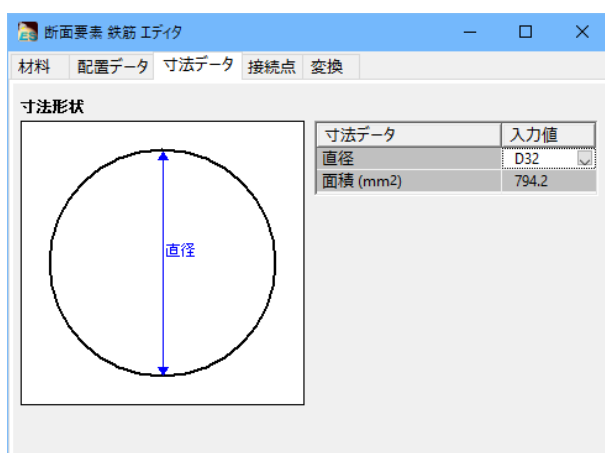 断面要素 鉄筋 エディタ
材料 配置データ 寸法データ 接続点 変換
寸法形状
寸法データ 入力値
直径 D32
面積 (mm2) 794.2
直径